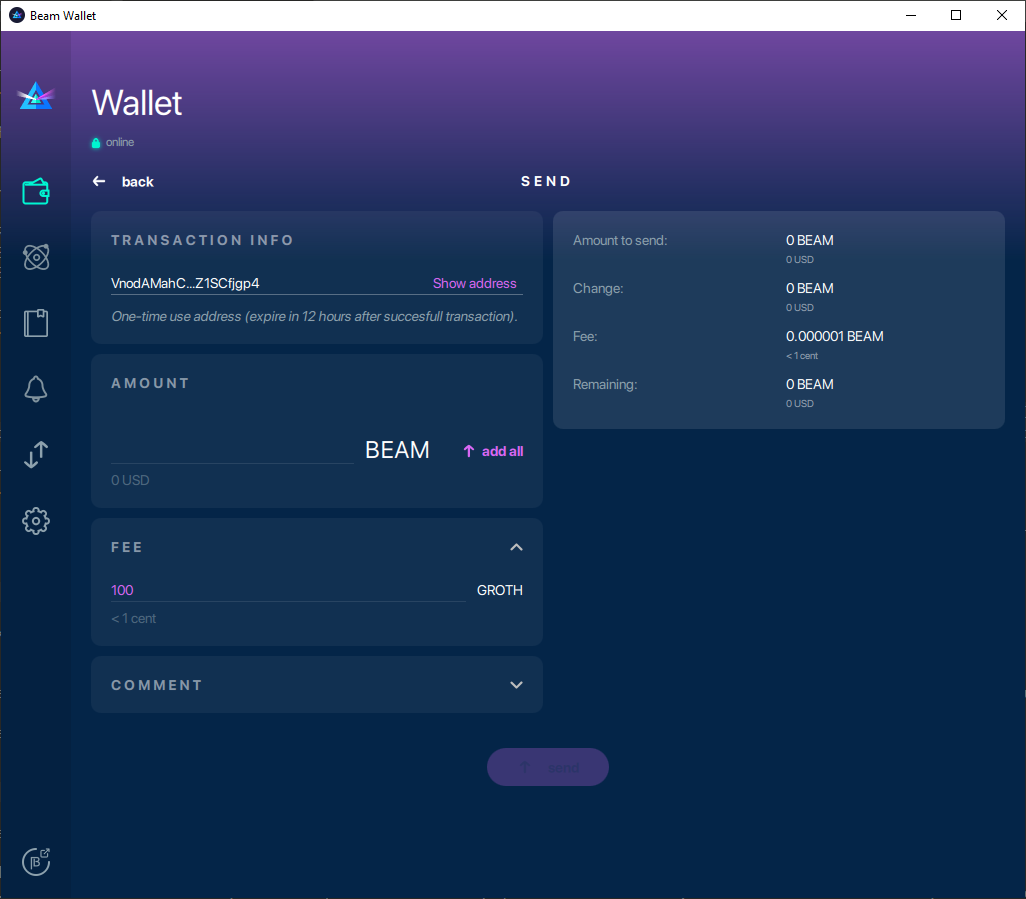 Beam Wallet
Wallet
online
back
SEND
TRANSACTION INFO
VnodAMahC...Z1SCfjgp4 Show address
One-time use address (expire in 12 hours after succesfull transaction).
AMOUNT
BEAM add all
0 USD
FEE
100 GROTH
< 1 cent
COMMENT
Amount to send: 0 BEAM
0 USD
Change: 0 BEAM
0 USD
Fee: 0.000001 BEAM
< 1 cent
Remaining: 0 BEAM
0 USD
send